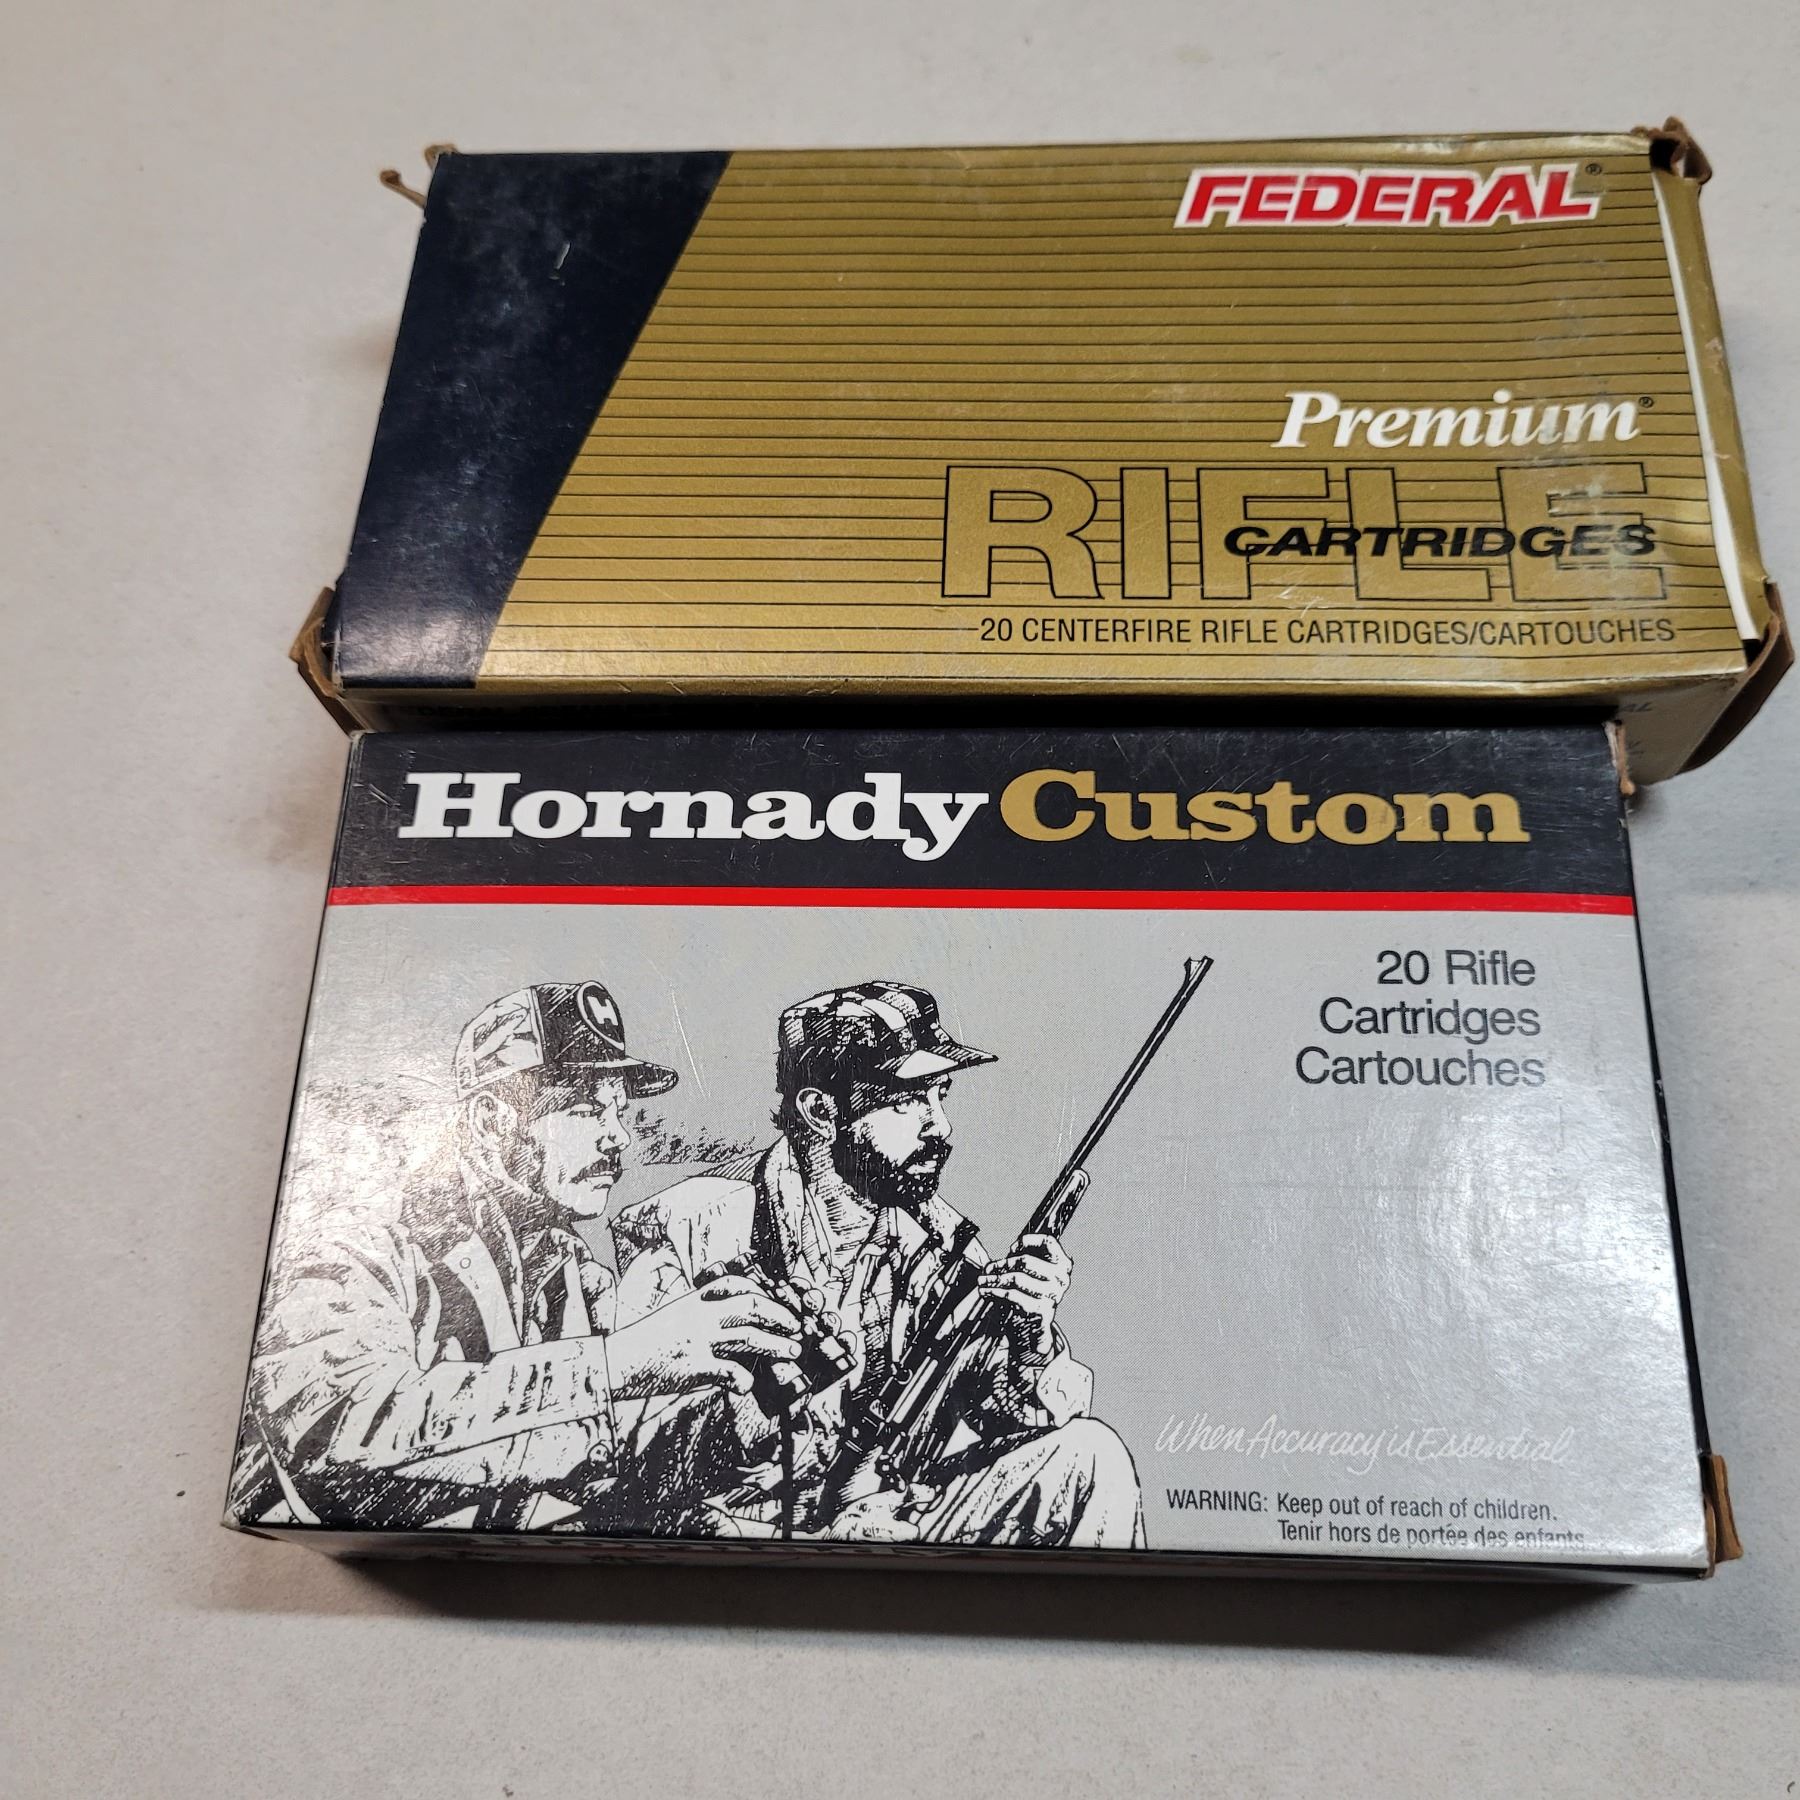 FEDERAL®
Premium®
RIFLE
CARTRIDGES
20 CENTERFIRE RIFLE CARTRIDGES/CARTOUCHES
Hornady Custom
20 Rifle
Cartridges
Cartouches
H
When Accuracy is Essential
WARNING: Keep out of reach of children.
Tenir hors de portée des enfants